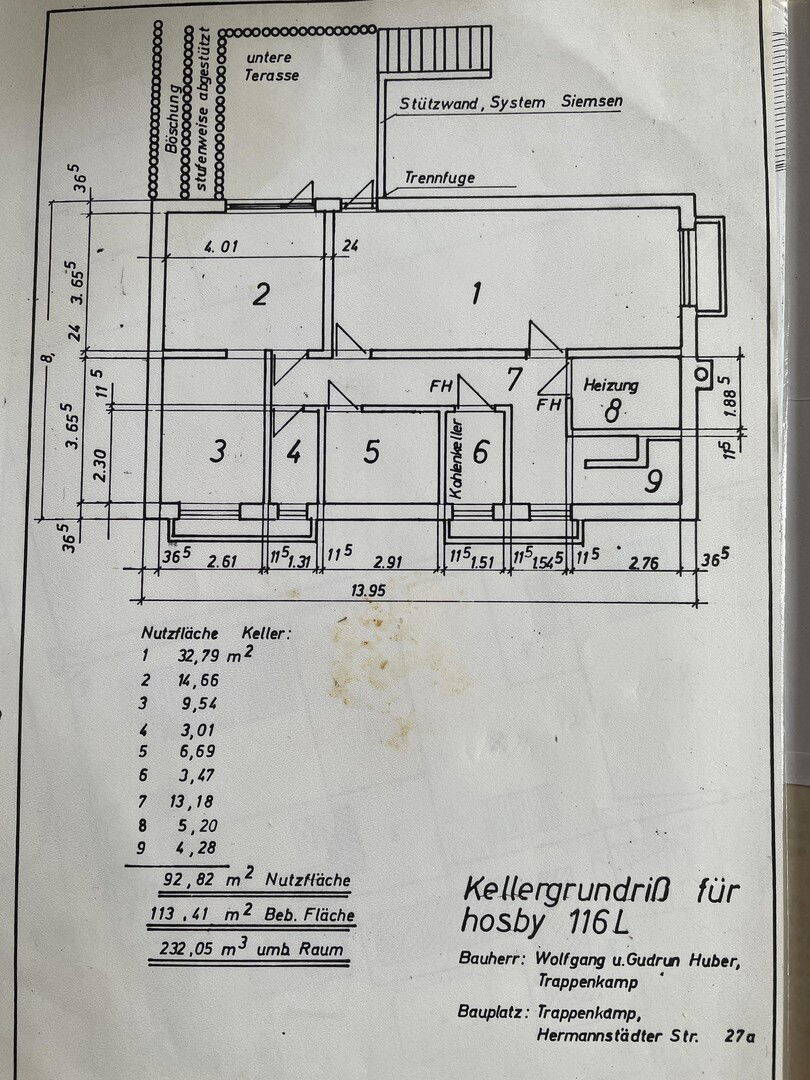 untere
Terasse
Böschung
stufenweise abgestützt
Stützwand, System Siemsen
Trennfuge
36⁵
4.01
24
3.65⁵
2
1
24
8,
11⁵
FH
7
FH
Heizung
8
1.88⁵
3.65⁵
2.30
3
4
5
Kohlenkeller
6
9
11⁵
36⁵
36⁵ 2.61 11⁵ 1.31 11⁵ 2.91 11⁵ 1.51 11⁵ 1.54⁵ 11⁵ 2.76 36⁵
13.95
Nutzfläche Keller:
1 32,79 m²
2 14,66
3 9,54
4 3,01
5 6,69
6 3,47
7 13,18
8 5,20
9 4,28
92,82 m² Nutzfläche
113,41 m² Beb. Fläche
232,05 m³ umb. Raum
Kellergrundriß für
hosby 116L
Bauherr: Wolfgang u. Gudrun Huber,
Trappenkamp
Bauplatz: Trappenkamp,
Hermannstädter Str. 27a